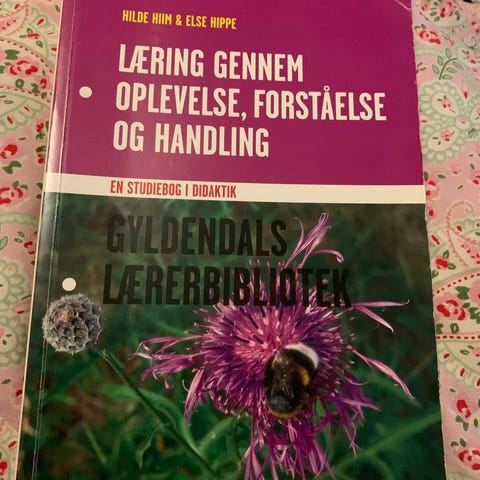 HILDE HIIM & ELSE HIPPE
LÆRING GENNEM
OPLEVELSE, FORSTÅELSE
OG HANDLING
EN STUDIEBOG I DIDAKTIK
GYLDENDALS
LÆRERBIBLIOTEK